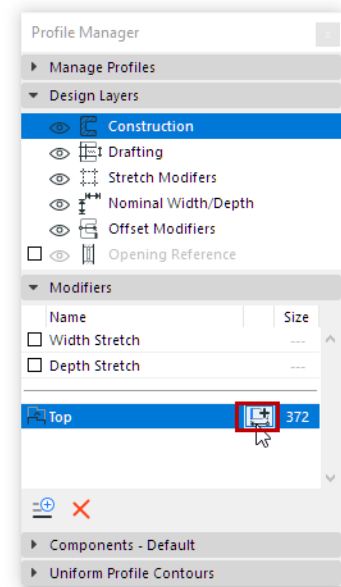 Profile Manager
Manage Profiles
Design Layers
Construction
Drafting
Stretch Modifers
Nominal Width/Depth
Offset Modifiers
Opening Reference
Modifiers
Name Size
Width Stretch ---
Depth Stretch ---
Top 372
Components - Default
Uniform Profile Contours